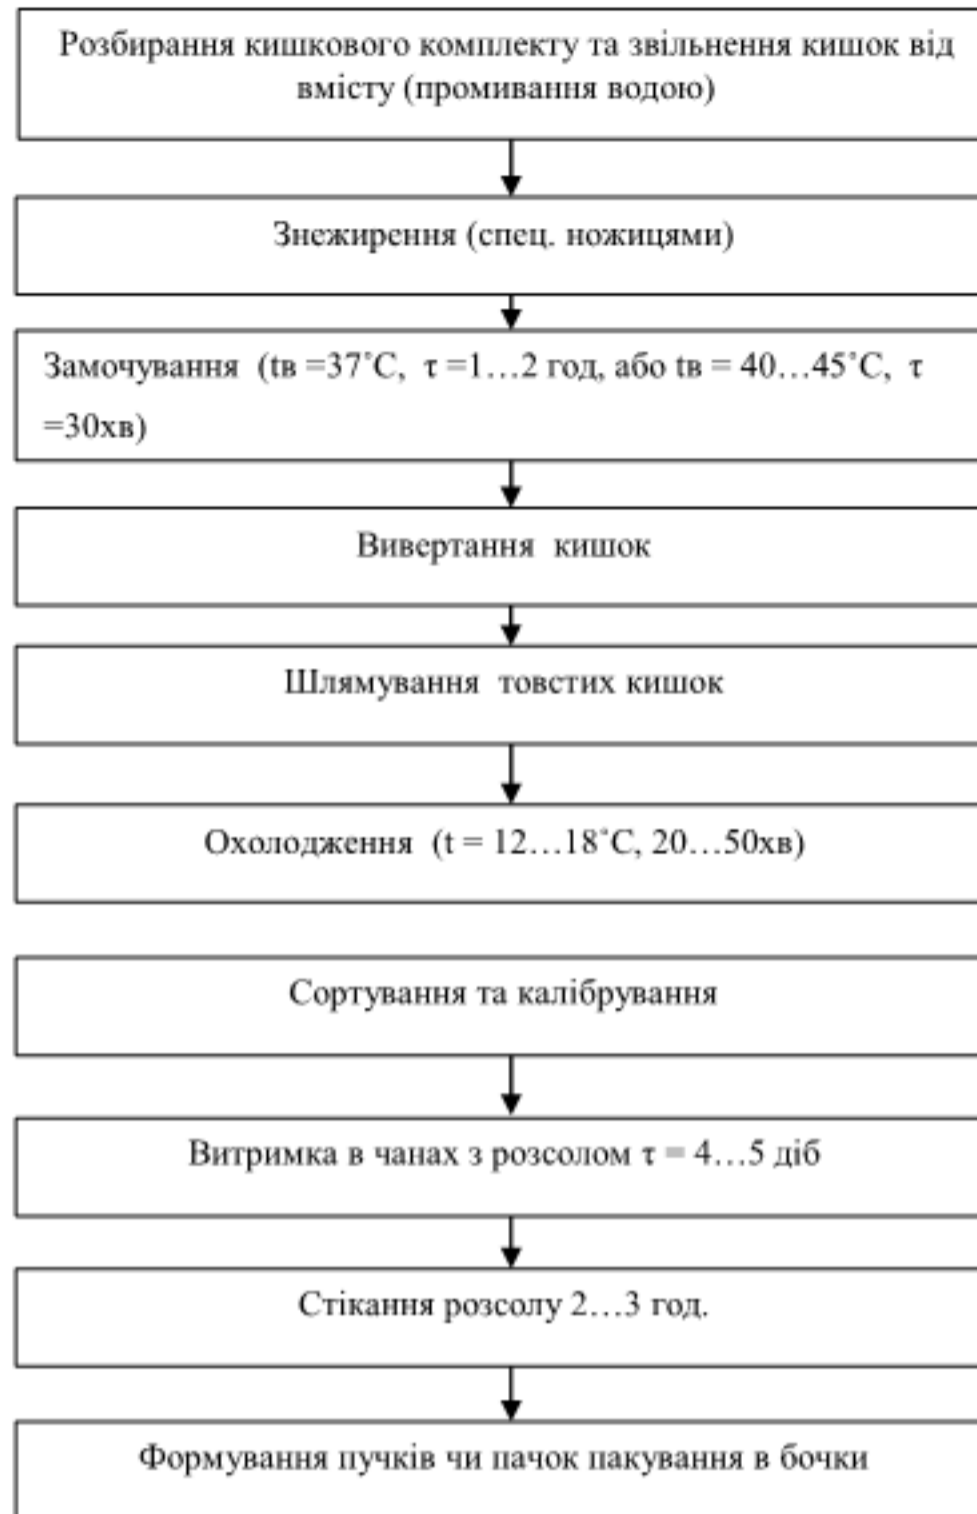 Розбирання кишкового комплекту та звільнення кишок від
вмісту (промивання водою)
Знежирення (спец. ножицями)
Замочування (tв =37˚С, τ =1…2 год, або tв = 40…45˚С, τ
=30хв)
Вивертання кишок
Шлямування товстих кишок
Охолодження (t = 12…18˚С, 20…50хв)
Сортування та калібрування
Витримка в чанах з розсолом τ = 4…5 діб
Стікання розсолу 2…3 год.
Формування пучків чи пачок пакування в бочки